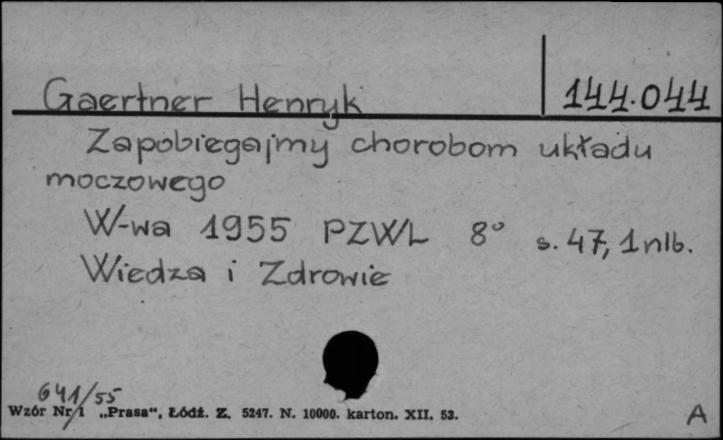 Gaertner Henryk 144.044
Zapobiegajmy chorobom układu
moczowego
W-wa 1955 PZWL 8° s. 47, 1 nlb.
Wiedza i Zdrowie
641/55
Wzór Nr 1 „Prasa“, Łódź. Z. 5247. N. 10000. karton. XII. 53.
A